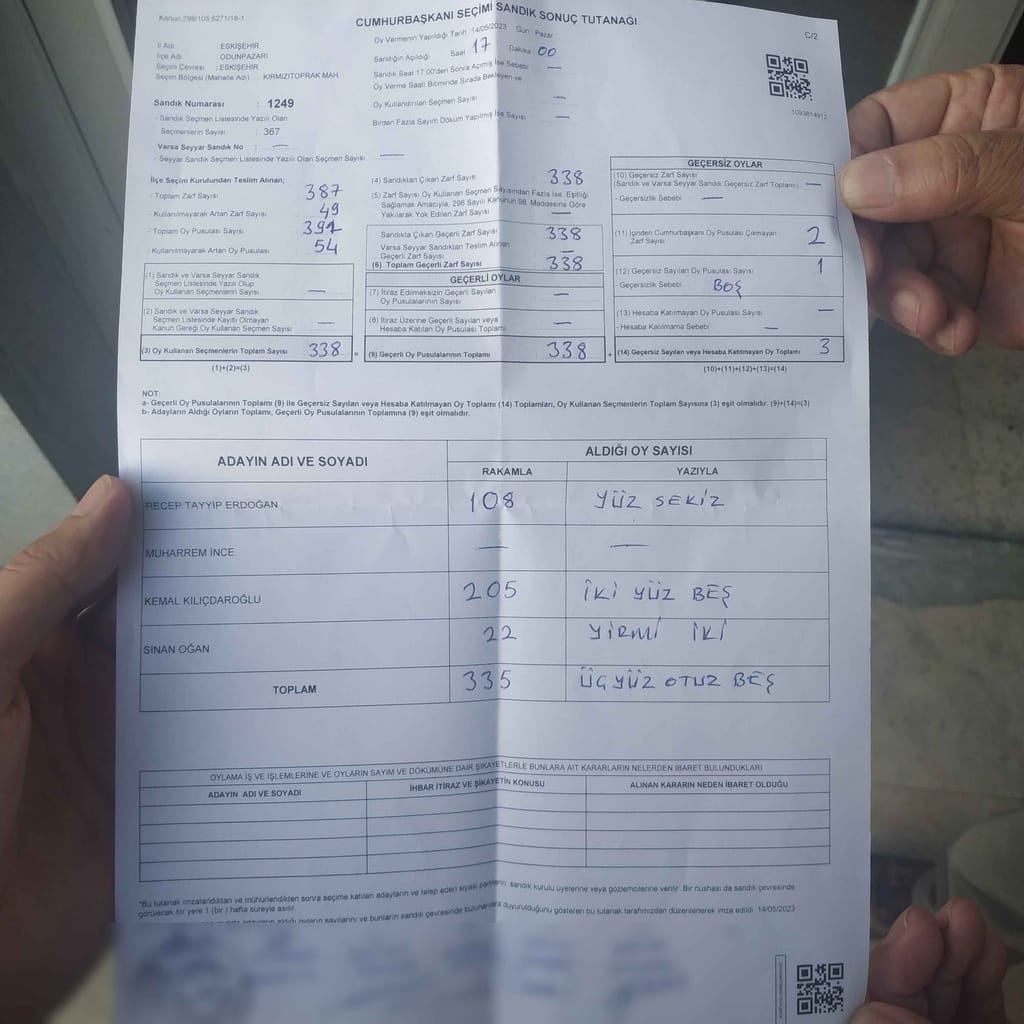 Kanun 298/105.6271/18-1
CUMHURBAŞKANI SEÇİMİ SANDIK SONUÇ TUTANAĞI
C/2
İl Adı : ESKİŞEHİR
İlçe Adı : ODUNPAZARI
Seçim Çevresi : ESKİŞEHİR
Seçim Bölgesi (Mahalle Adı) KIRMIZITOPRAK MAH.
Oy Vermenin Yapıldığı Tarih : 14/05/2023 Gün : Pazar
Sandığın Açıldığı Saat 17 Dakika 00
Sandık Saat 17:00'den Sonra Açılmış İse Sebebi —
Oy Verme Saati Bitiminde Sırada Bekleyen ve
Oy Kullandırılan Seçmen Sayısı —
Birden Fazla Sayım Döküm Yapılmış İse Sayısı —
1093814912
Sandık Numarası : 1249
- Sandık Seçmen Listesinde Yazılı Olan
Seçmenlerin Sayısı : 367
Varsa Seyyar Sandık No : —
- Seyyar Sandık Seçmen Listesinde Yazılı Olan Seçmen Sayısı —
İlçe Seçim Kurulundan Teslim Alınan;
- Toplam Zarf Sayısı 387
- Kullanılmayarak Artan Zarf Sayısı 49
- Toplam Oy Pusulası Sayısı
- Kullanılmayarak Artan Oy Pusulası 54
(1) Sandık ve Varsa Seyyar Sandık
Seçmen Listesinde Yazılı Olup
Oy Kullanan Seçmenlerin Sayısı —
(2) Sandık ve Varsa Seyyar Sandık
Seçmen Listesinde Kayıtlı Olmayan
Kanun Gereği Oy Kullanan Seçmen Sayısı —
(3) Oy Kullanan Seçmenlerin Toplam Sayısı 338 =
(1)+(2)=(3)
(4) Sandıktan Çıkan Zarf Sayısı 338
(5) Zarf Sayısı Oy Kullanan Seçmen Sayısından Fazla İse, Eşitliği
Sağlamak Amacıyla, 298 Sayılı Kanunun 98. Maddesine Göre
Yakılarak Yok Edilen Zarf Sayısı —
Sandıkta Çıkan Geçerli Zarf Sayısı 338
Varsa Seyyar Sandıktan Teslim Alınan
Geçerli Zarf Sayısı —
(6) Toplam Geçerli Zarf Sayısı 338
GEÇERLİ OYLAR
(7) İtiraz Edilmeksizin Geçerli Sayılan
Oy Pusulalarının Sayısı —
(8) İtiraz Üzerine Geçerli Sayılan veya
Hesaba Katılan Oy Pusulası Toplamı —
(9) Geçerli Oy Pusulalarının Toplamı 338 +
GEÇERSİZ OYLAR
(10) Geçersiz Zarf Sayısı
(Sandık ve Varsa Seyyar Sandık Geçersiz Zarf Toplamı) —
- Geçersizlik Sebebi —
(11) İçinden Cumhurbaşkanı Oy Pusulası Çıkmayan
Zarf Sayısı 2
(12) Geçersiz Sayılan Oy Pusulası Sayısı 1
- Geçersizlik Sebebi BOŞ
(13) Hesaba Katılmayan Oy Pusulası Sayısı —
- Hesaba Katılmama Sebebi —
(14) Geçersiz Sayılan veya Hesaba Katılmayan Oy Toplamı 3
(10)+(11)+(12)+(13)=(14)
NOT:
a- Geçerli Oy Pusulalarının Toplamı (9) ile Geçersiz Sayılan veya Hesaba Katılmayan Oy Toplamı (14) Toplamları, Oy Kullanan Seçmenlerin Toplam Sayısına (3) eşit olmalıdır. (9)+(14)=(3)
b- Adayların Aldığı Oyların Toplamı, Geçerli Oy Pusulalarının Toplamına (9) eşit olmalıdır.
ADAYIN ADI VE SOYADI ALDIĞI OY SAYISI
RAKAMLA YAZIYLA
RECEP TAYYİP ERDOĞAN 108 YÜZ SEKİZ
MUHARREM İNCE — —
KEMAL KILIÇDAROĞLU 205 İKİ YÜZ BEŞ
SİNAN OĞAN 22 YİRMİ İKİ
TOPLAM 335 ÜÇ YÜZ OTUZ BEŞ
OYLAMA İŞ VE İŞLEMLERİNE VE OYLARIN SAYIM VE DÖKÜMÜNE DAİR ŞİKAYETLERLE BUNLARA AİT KARARLARIN NELERDEN İBARET BULUNDUKLARI
ADAYIN ADI VE SOYADI İHBAR İTİRAZ VE ŞİKAYETİN KONUSU ALINAN KARARIN NEDEN İBARET OLDUĞU
*Bu tutanak imzalandıktan ve mühürlendikten sonra seçime katılan adayların ve talep eden siyasi partilerin sandık kurulu üyelerine veya gözlemcilerine verilir. Bir nüshası da sandık çevresinde
görülecek bir yere 1 (bir) hafta süreyle asılır.
adayların aldığı oyların sayılarını ve bunların sandık çevresinde bulunanlara duyurulduğunu gösteren bu tutanak tarafımızdan düzenlenerek imza edildi. 14/05/2023